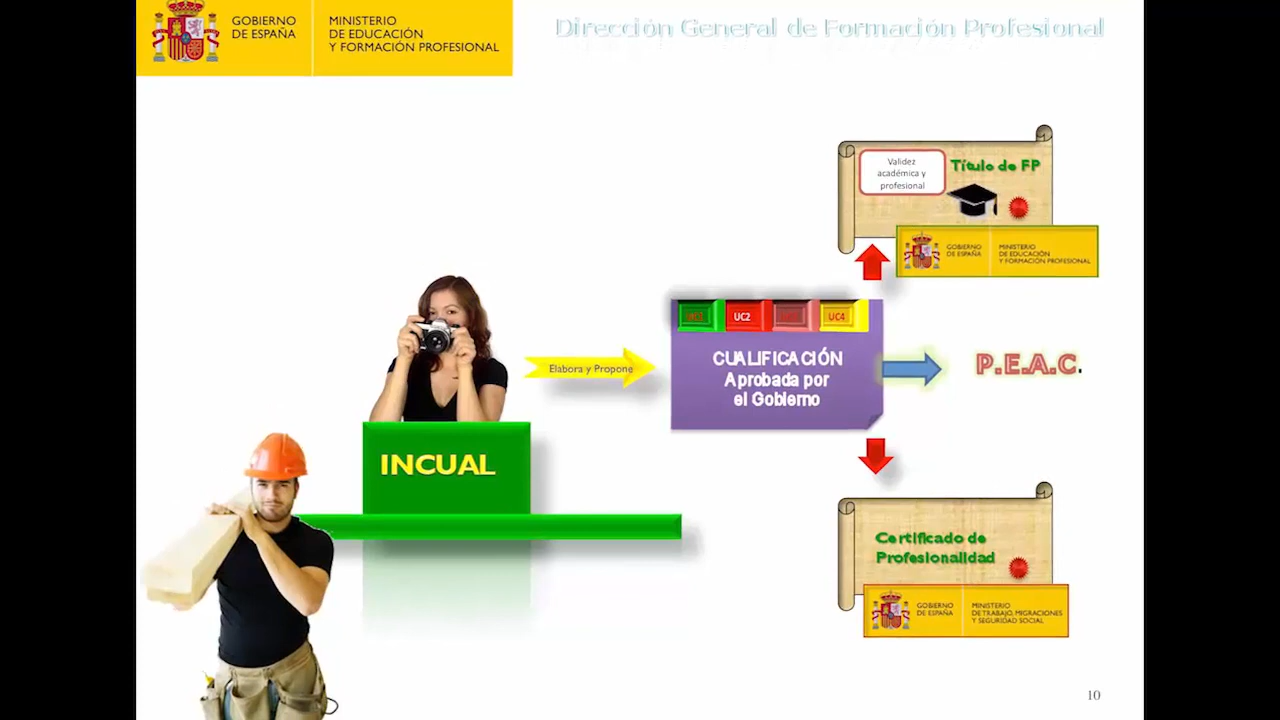 GOBIERNO
DE ESPAÑA
MINISTERIO
DE EDUCACIÓN
Y FORMACIÓN PROFESIONAL
Dirección General de Formación Profesional
Validez
académica y
profesional
Título de FP
GOBIERNO
DE ESPAÑA
MINISTERIO
DE EDUCACIÓN
Y FORMACIÓN PROFESIONAL
UC2
UC4
CUALIFICACIÓN
Aprobada por
el Gobierno
Elabora y Propone
P.E.A.C.
INCUAL
Certificado de
Profesionalidad
GOBIERNO
DE ESPAÑA
MINISTERIO
DE TRABAJO, MIGRACIONES
Y SEGURIDAD SOCIAL
10